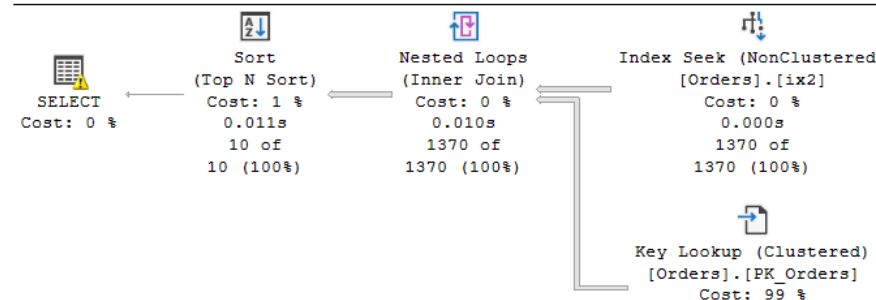 Sort
(Top N Sort)
Cost: 1 %
0.011s
10 of
10 (100%)
Nested Loops
(Inner Join)
Cost: 0 %
0.010s
1370 of
1370 (100%)
Index Seek (NonClustered
[Orders].[ix2]
Cost: 0 %
0.000s
1370 of
1370 (100%)
SELECT
Cost: 0 %
Key Lookup (Clustered)
[Orders].[PK_Orders]
Cost: 99 %